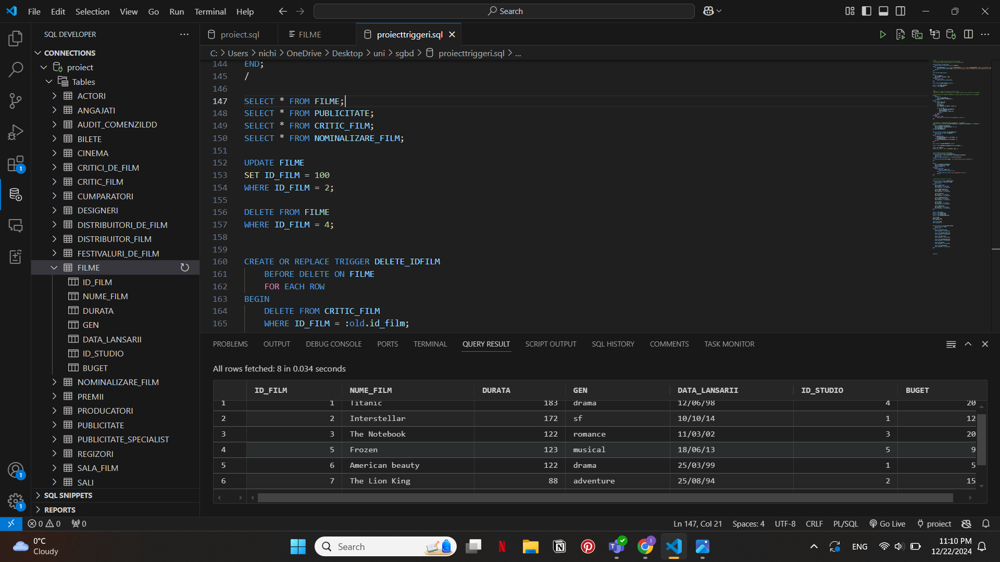 File Edit Selection View Go Run Terminal Help
Search
SQL DEVELOPER
CONNECTIONS
proiect
Tables
ACTORI
ANGAJATI
AUDIT_COMENZILDD
BILETE
CINEMA
CRITICI_DE_FILM
CRITIC_FILM
CUMPARATORI
DESIGNERI
DISTRIBUITORI_DE_FILM
DISTRIBUITOR_FILM
FESTIVALURI_DE_FILM
FILME
ID_FILM
NUME_FILM
DURATA
GEN
DATA_LANSARII
ID_STUDIO
BUGET
NOMINALIZARE_FILM
PREMII
PRODUCATORI
PUBLICITATE
PUBLICITATE_SPECIALIST
REGIZORI
SALA_FILM
SALI
SQL SNIPPETS
REPORTS
1
1
1
proiect.sql FILME proiecttriggeri.sql
C: > Users > nichi > OneDrive > Desktop > uni > sgbd > proiecttriggeri.sql > ...
144 END;
145 /
146
147 SELECT * FROM FILME;
148 SELECT * FROM PUBLICITATE;
149 SELECT * FROM CRITIC_FILM;
150 SELECT * FROM NOMINALIZARE_FILM;
151
152 UPDATE FILME
153 SET ID_FILM = 100
154 WHERE ID_FILM = 2;
155
156 DELETE FROM FILME
157 WHERE ID_FILM = 4;
158
159
160 CREATE OR REPLACE TRIGGER DELETE_IDFILM
161 BEFORE DELETE ON FILME
162 FOR EACH ROW
163 BEGIN
164 DELETE FROM CRITIC_FILM
165 WHERE ID_FILM = :old.id_film;
PROBLEMS OUTPUT DEBUG CONSOLE PORTS TERMINAL QUERY RESULT SCRIPT OUTPUT SQL HISTORY COMMENTS TASK MONITOR
All rows fetched: 8 in 0.034 seconds
ID_FILM NUME_FILM DURATA GEN DATA_LANSARII ID_STUDIO BUGET
1 1 Titanic 183 drama 12/06/98 4 20
2 2 Interstellar 172 sf 10/10/14 1 12
3 3 The Notebook 122 romance 11/03/02 3 20
4 5 Frozen 123 musical 18/06/13 5 9
5 6 American beauty 122 drama 25/03/99 1 5
6 7 The Lion King 88 adventure 25/08/94 2 15
0 0 0 Ln 147, Col 21 Spaces: 4 UTF-8 CRLF PL/SQL Go Live proiect
0°C
Cloudy
Search
ENG
11:10 PM
12/22/2024